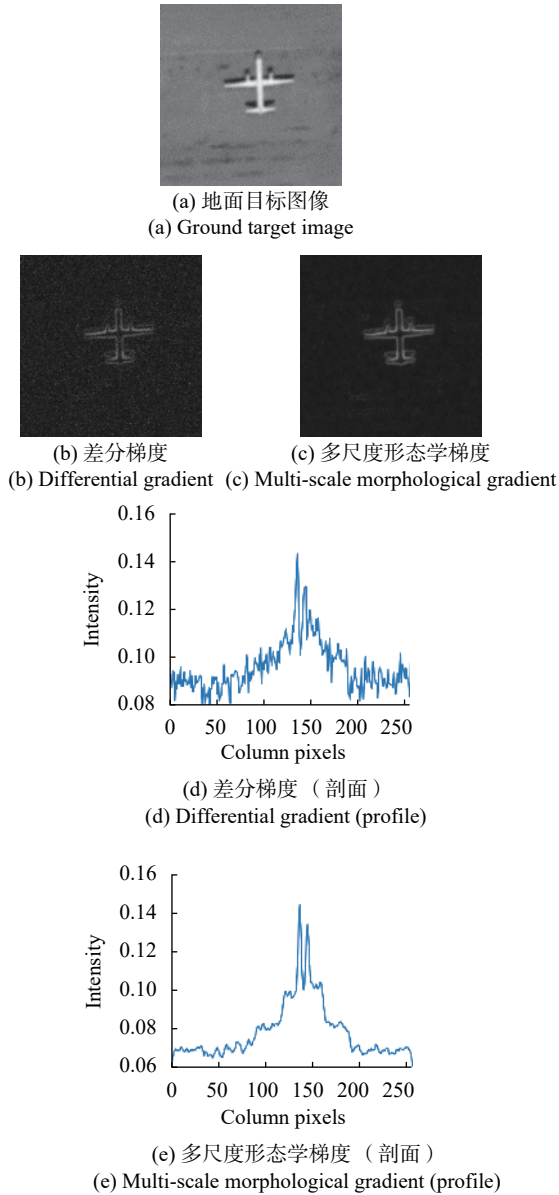 (a) 地面目标图像
(a) Ground target image
(b) 差分梯度
(b) Differential gradient
(c) 多尺度形态学梯度
(c) Multi-scale morphological gradient
0.16
0.14
0.12
0.10
0.08
Intensity
0 50 100 150 200 250
Column pixels
(d) 差分梯度（剖面）
(d) Differential gradient (profile)
0.16
0.14
0.12
0.10
0.08
0.06
Intensity
0 50 100 150 200 250
Column pixels
(e) 多尺度形态学梯度（剖面）
(e) Multi-scale morphological gradient (profile)